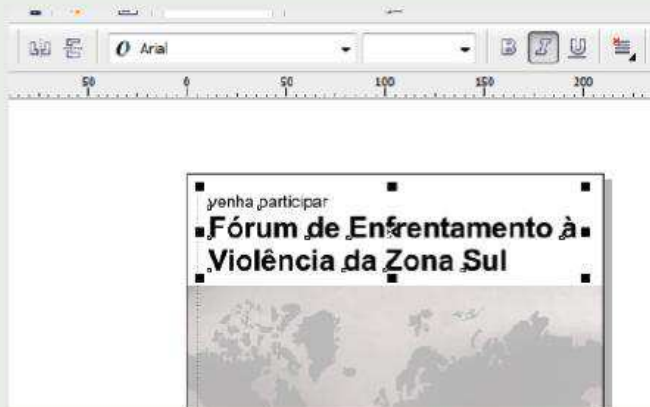 O Arial
B I U
50 0 50 100 150 200
venha participar
Fórum de Enfrentamento à
Violência da Zona Sul